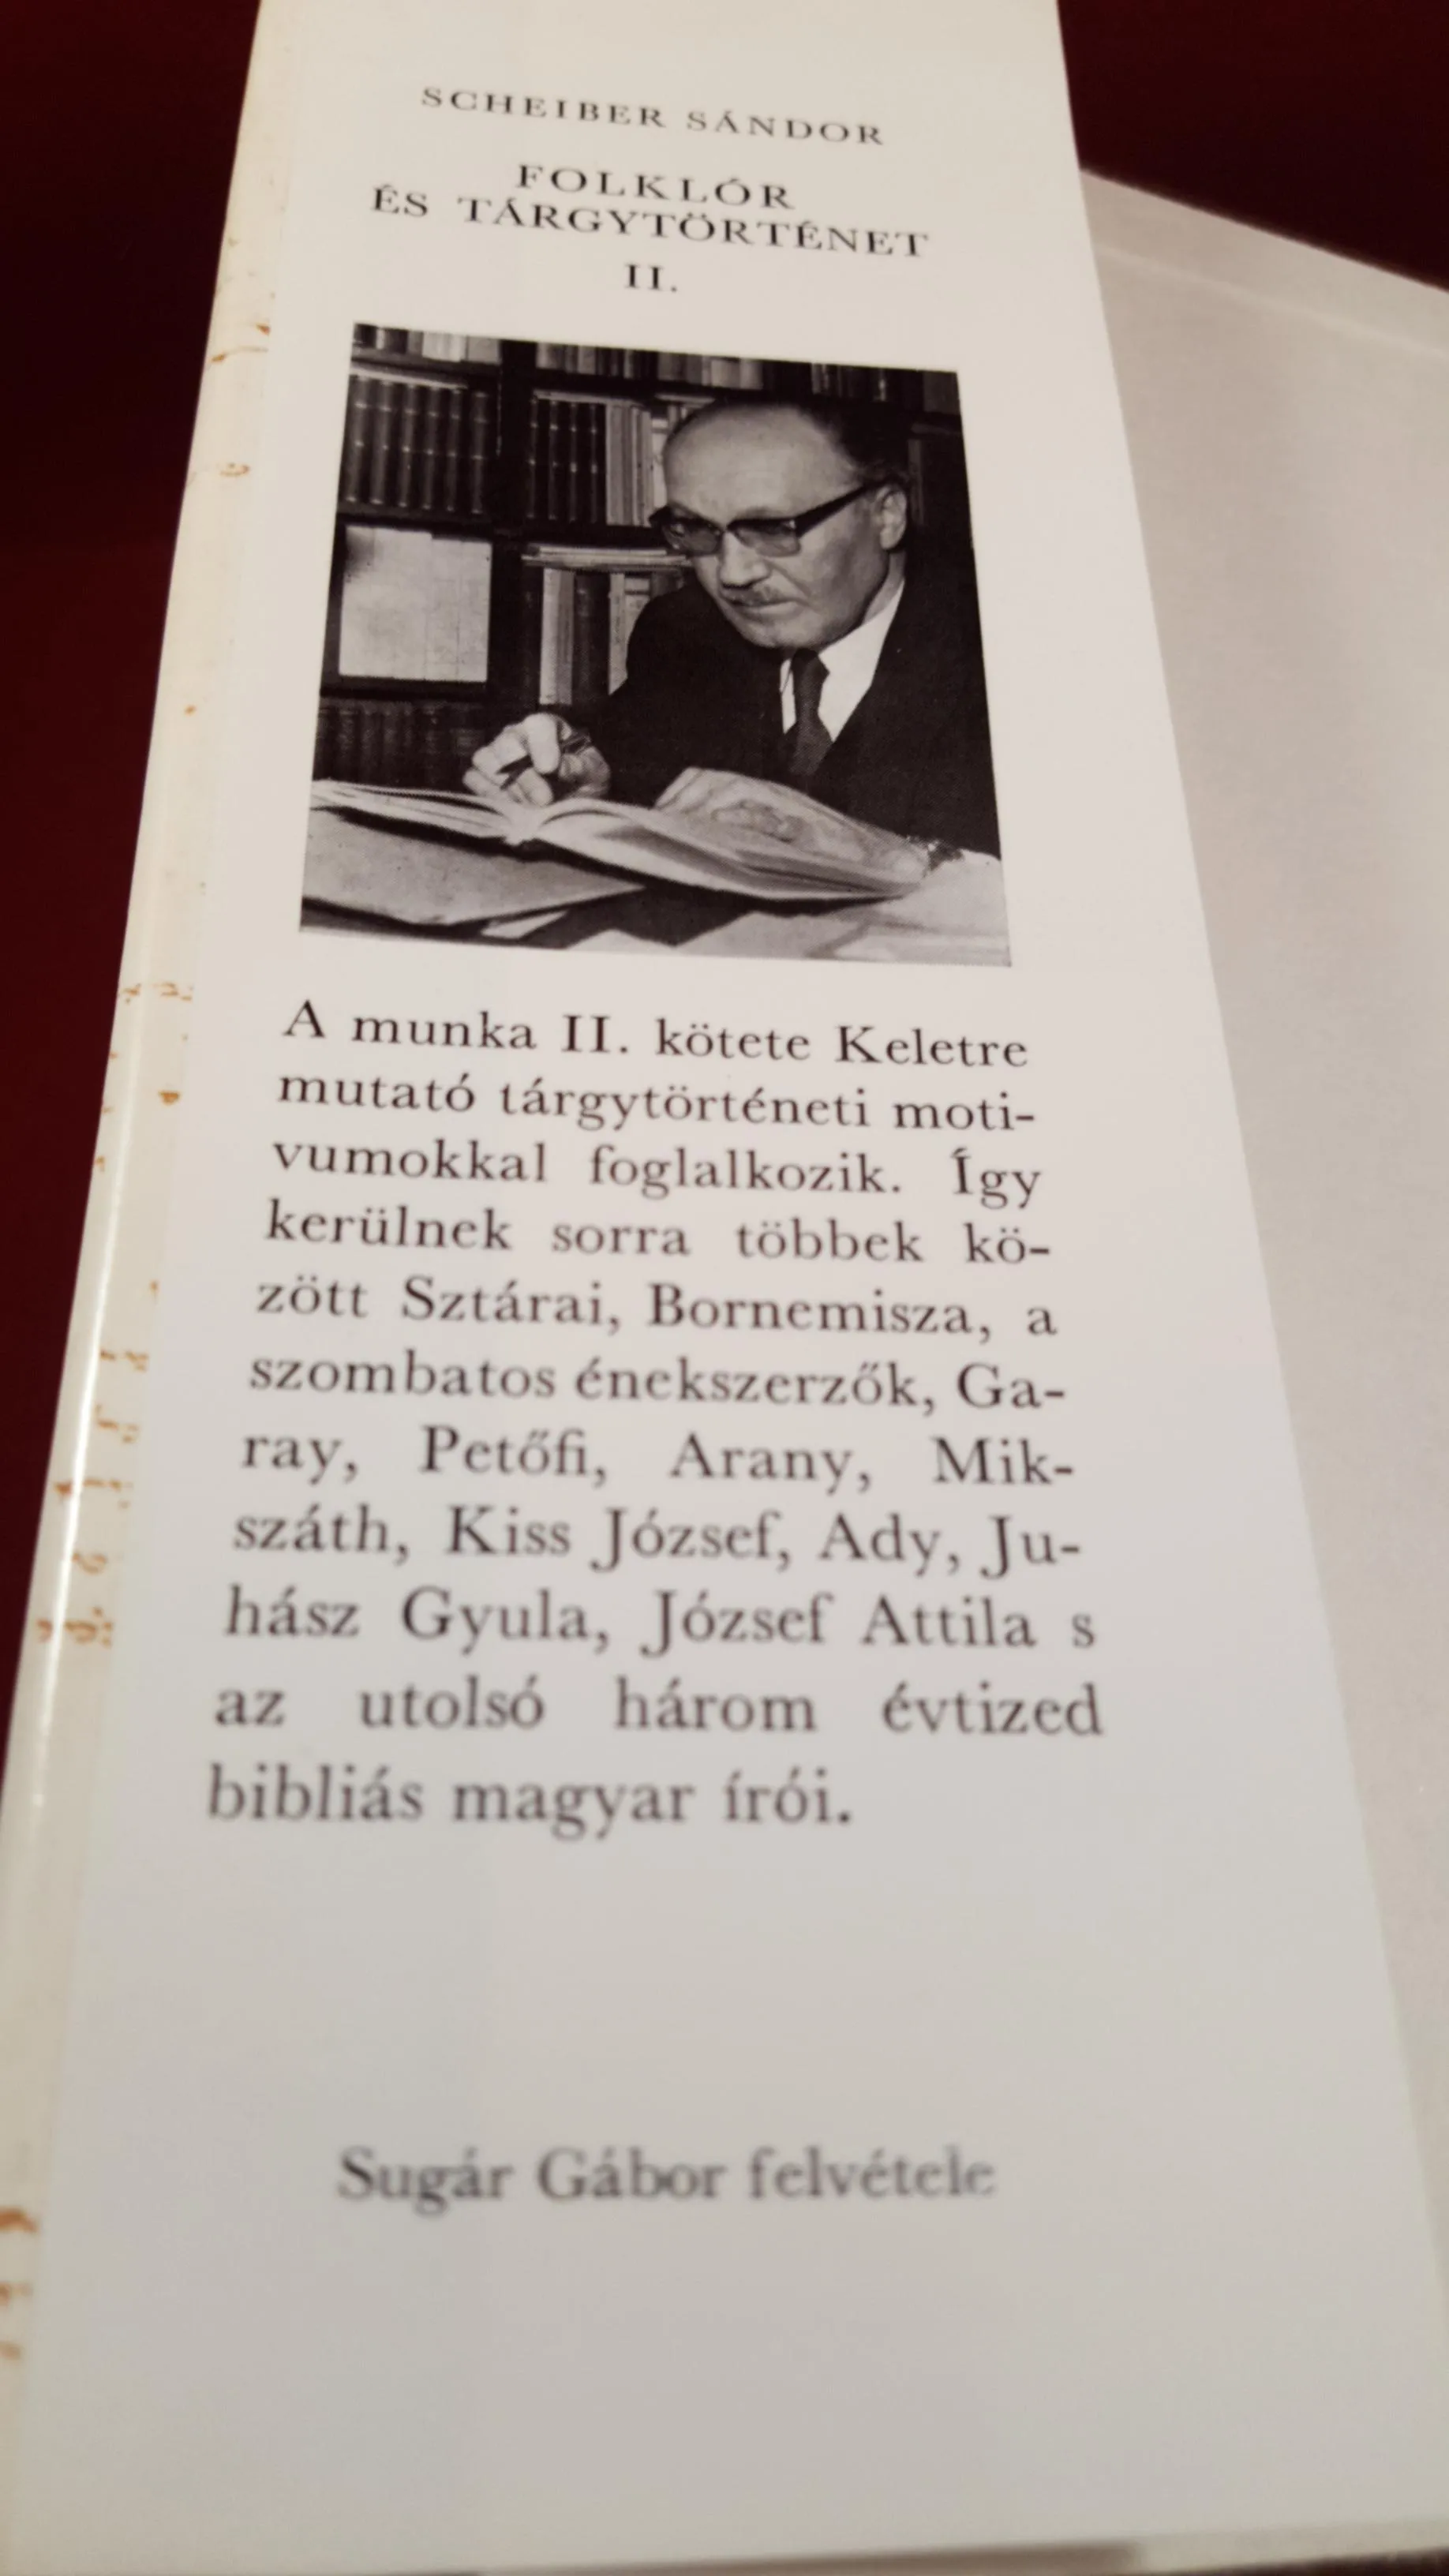 SCHEIBER SÁNDOR
FOLKLÓR
ÉS TÁRGYTÖRTÉNET
II.
A munka II. kötete Keletre
mutató tárgytörténeti moti-
vumokkal foglalkozik. Így
kerülnek sorra többek kö-
zött Sztárai, Bornemisza, a
szombatos énekszerzők, Ga-
ray, Petőfi, Arany, Mik-
száth, Kiss József, Ady, Ju-
hász Gyula, József Attila s
az utolsó három évtized
bibliás magyar írói.
Sugár Gábor felvétele